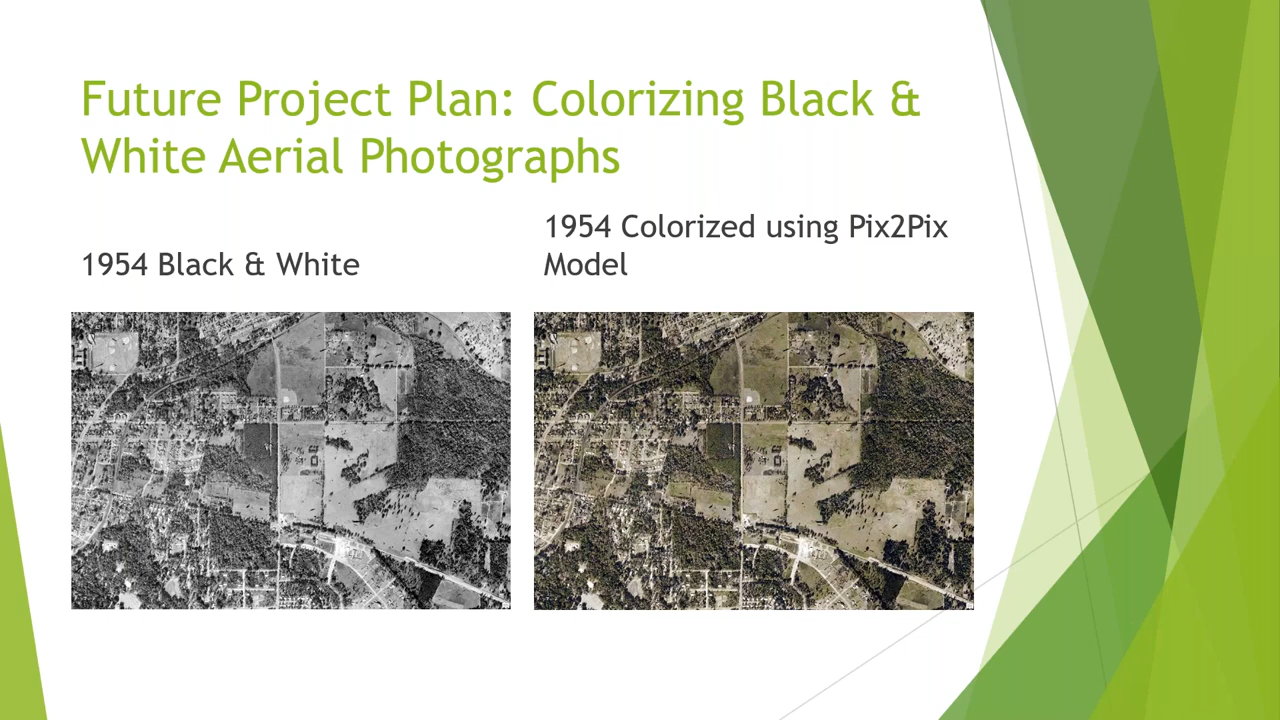 Future Project Plan: Colorizing Black &
White Aerial Photographs
1954 Black & White
1954 Colorized using Pix2Pix
Model